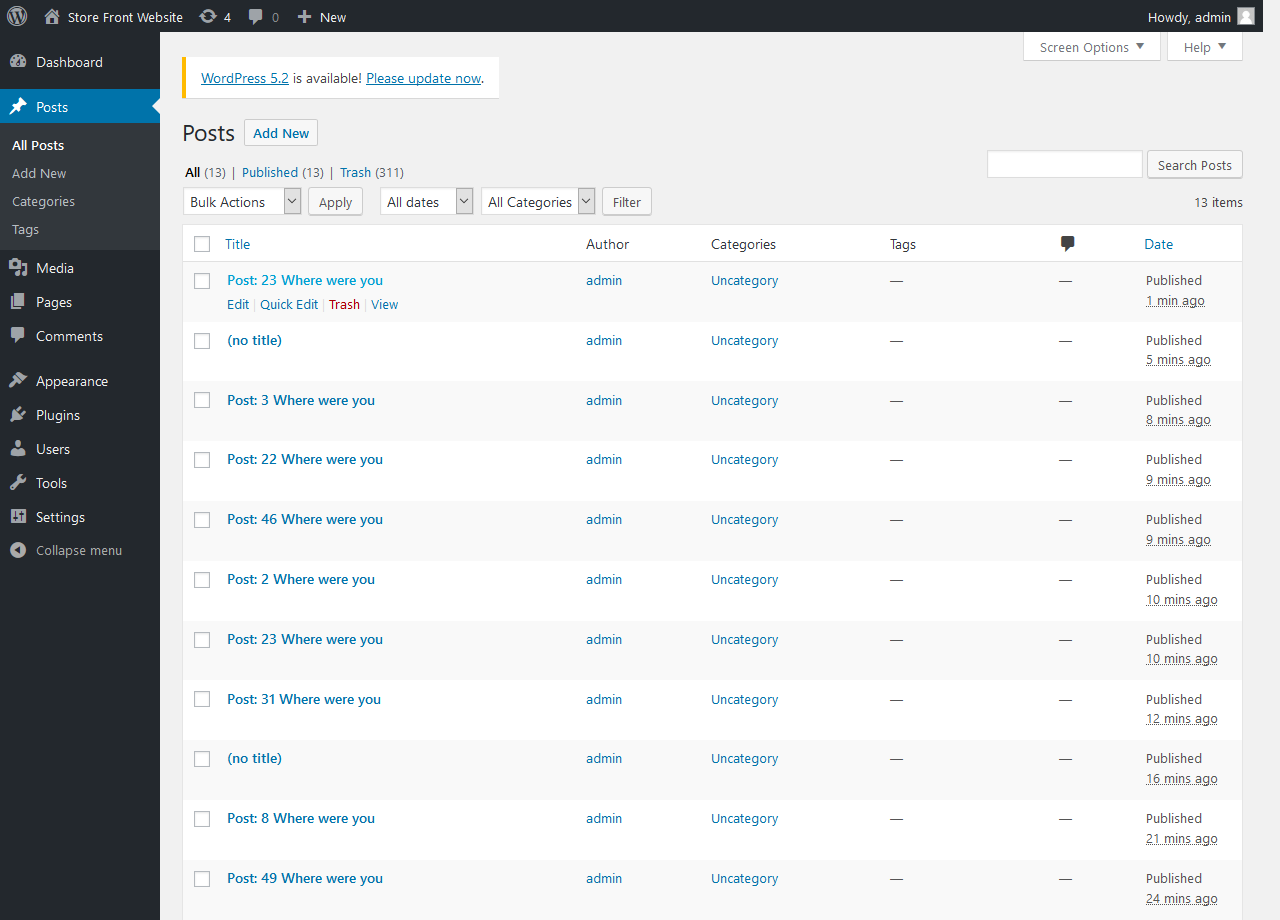 Store Front Website 4 0 New Howdy, admin
Screen Options Help
Dashboard
Posts
All Posts
Add New
Categories
Tags
Media
Pages
Comments
Appearance
Plugins
Users
Tools
Settings
Collapse menu
WordPress 5.2 is available! Please update now.
Posts Add New
All (13) | Published (13) | Trash (311)
Search Posts
Bulk Actions Apply All dates All Categories Filter 13 items
Title Author Categories Tags Date
Post: 23 Where were you admin Uncategory — — Published
Edit | Quick Edit | Trash | View 1 min ago
(no title) admin Uncategory — — Published
5 mins ago
Post: 3 Where were you admin Uncategory — — Published
8 mins ago
Post: 22 Where were you admin Uncategory — — Published
9 mins ago
Post: 46 Where were you admin Uncategory — — Published
9 mins ago
Post: 2 Where were you admin Uncategory — — Published
10 mins ago
Post: 23 Where were you admin Uncategory — — Published
10 mins ago
Post: 31 Where were you admin Uncategory — — Published
12 mins ago
(no title) admin Uncategory — — Published
16 mins ago
Post: 8 Where were you admin Uncategory — — Published
21 mins ago
Post: 49 Where were you admin Uncategory — — Published
24 mins ago